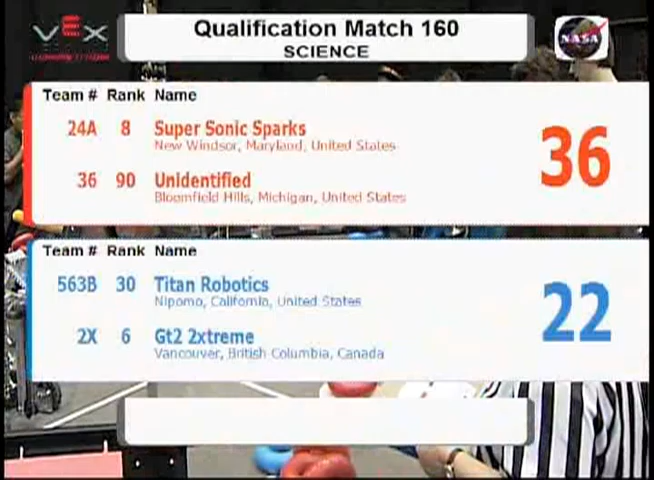 VEX
Qualification Match 160
SCIENCE
NASA
Team # Rank Name
24A 8 Super Sonic Sparks
New Windsor, Maryland, United States
36 90 Unidentified
Bloomfield Hills, Michigan, United States
36
Team # Rank Name
563B 30 Titan Robotics
Nipomo, California, United States
2X 6 Gt2 2xtreme
Vancouver, British Columbia, Canada
22